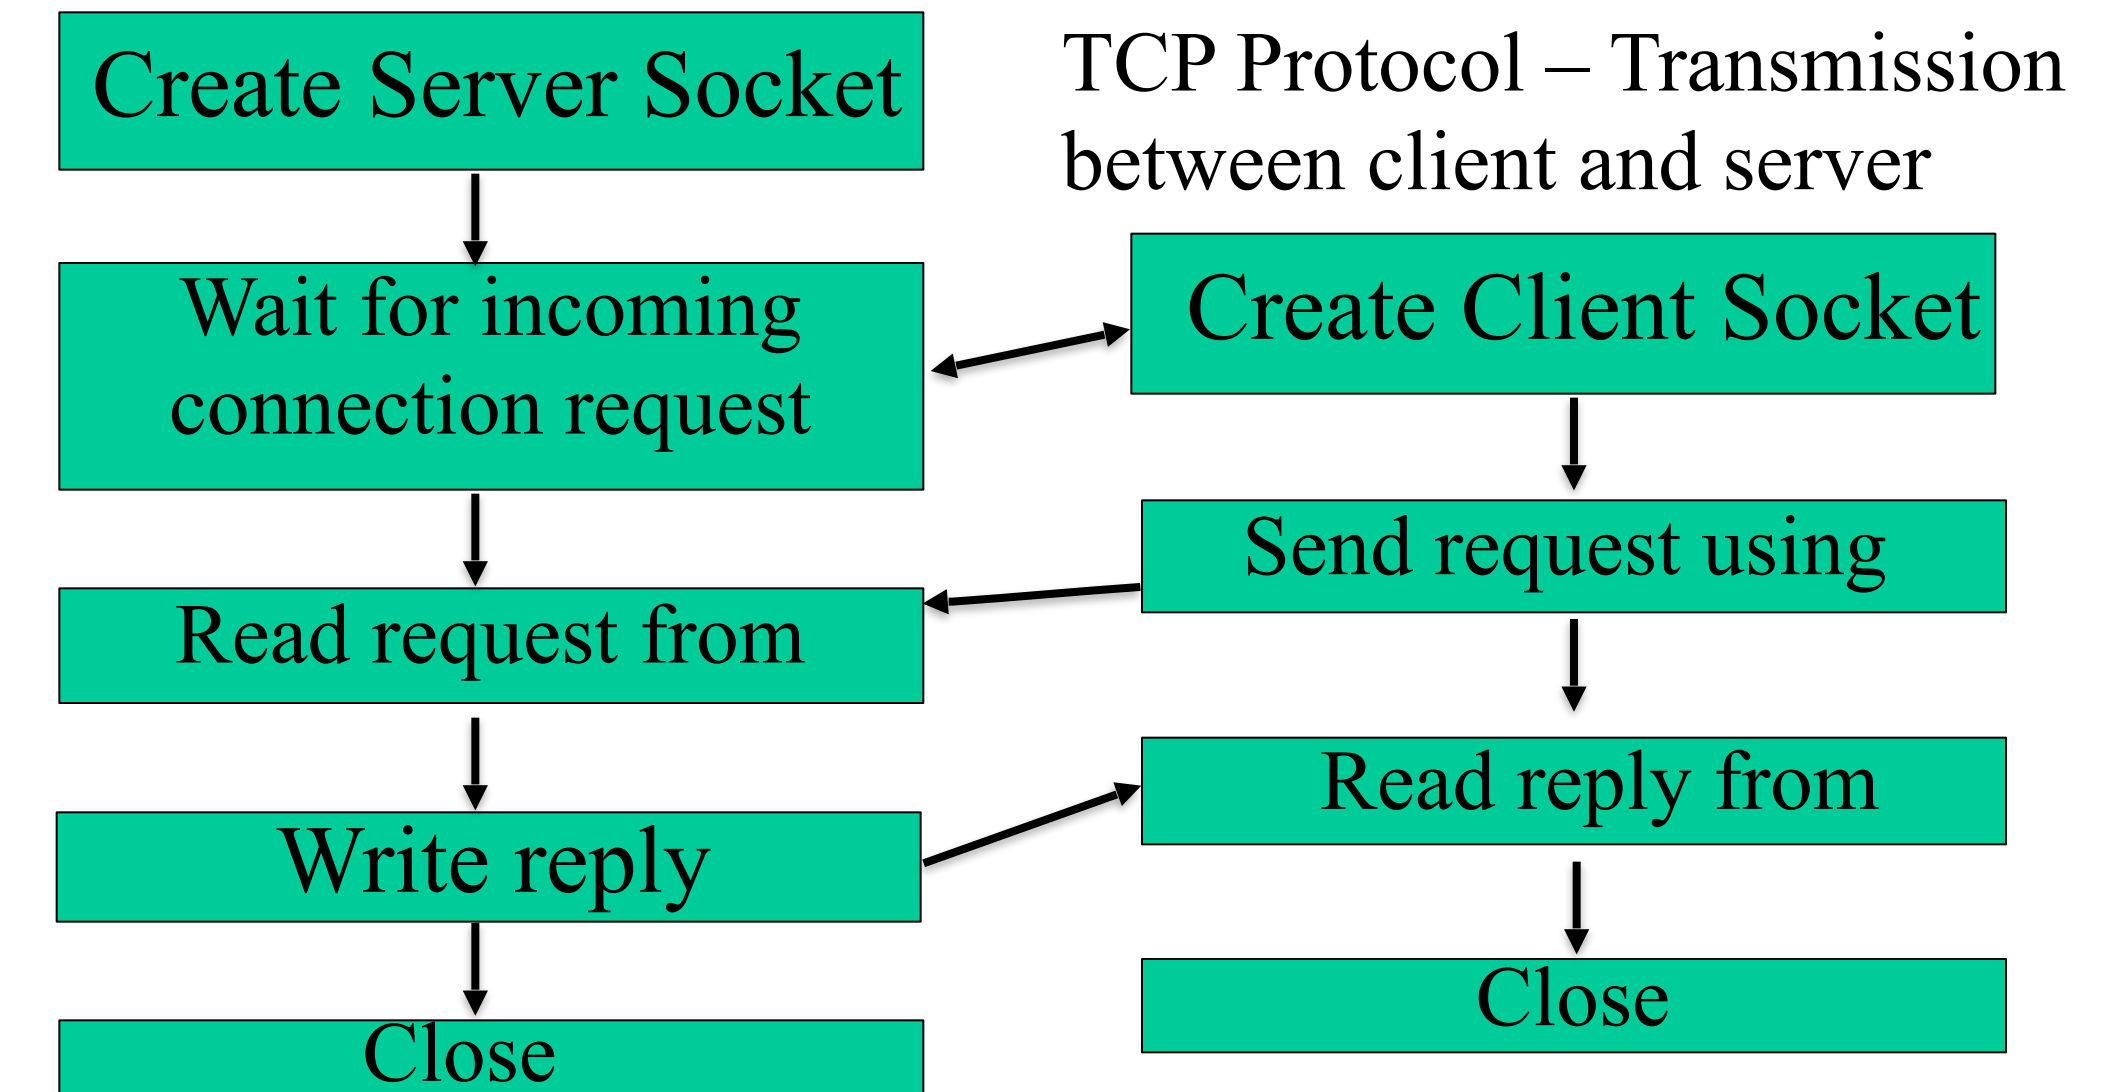 Create Server Socket
TCP Protocol – Transmission
between client and server
Wait for incoming
connection request
Create Client Socket
Send request using
Read request from
Read reply from
Write reply
Close
Close